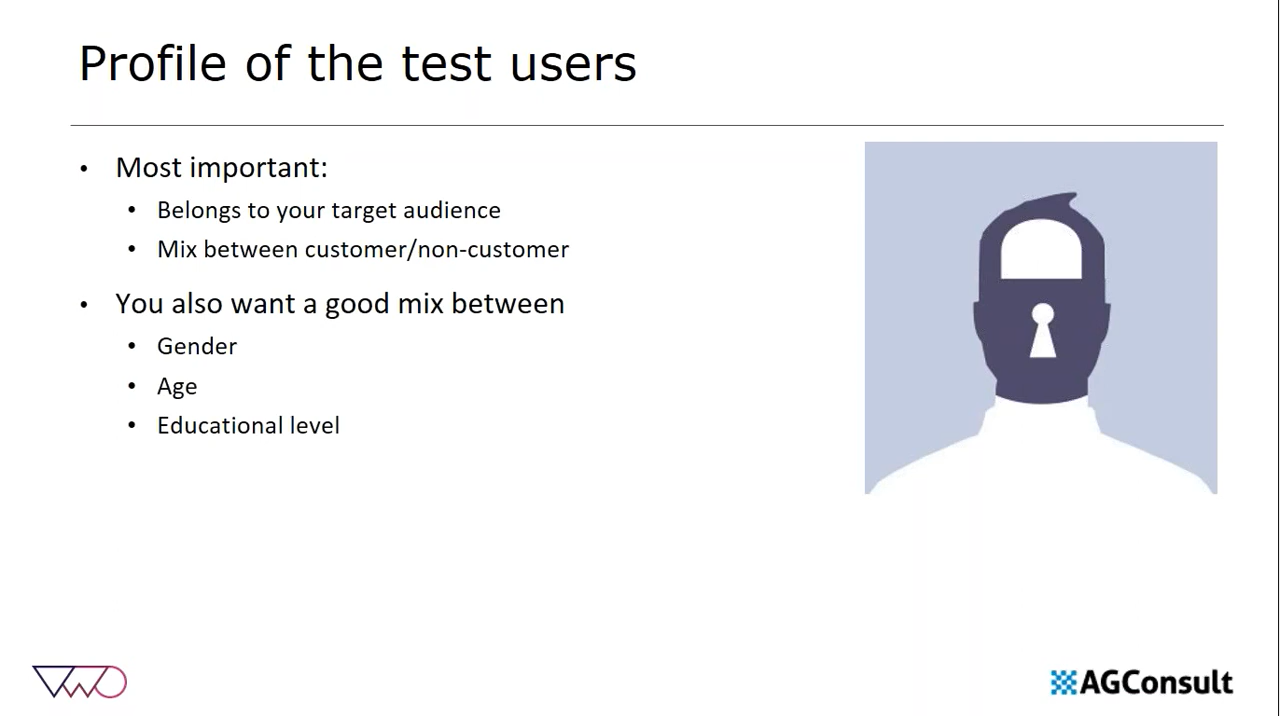 Profile of the test users
• Most important:
• Belongs to your target audience
• Mix between customer/non-customer
• You also want a good mix between
• Gender
• Age
• Educational level
VWO
AGConsult